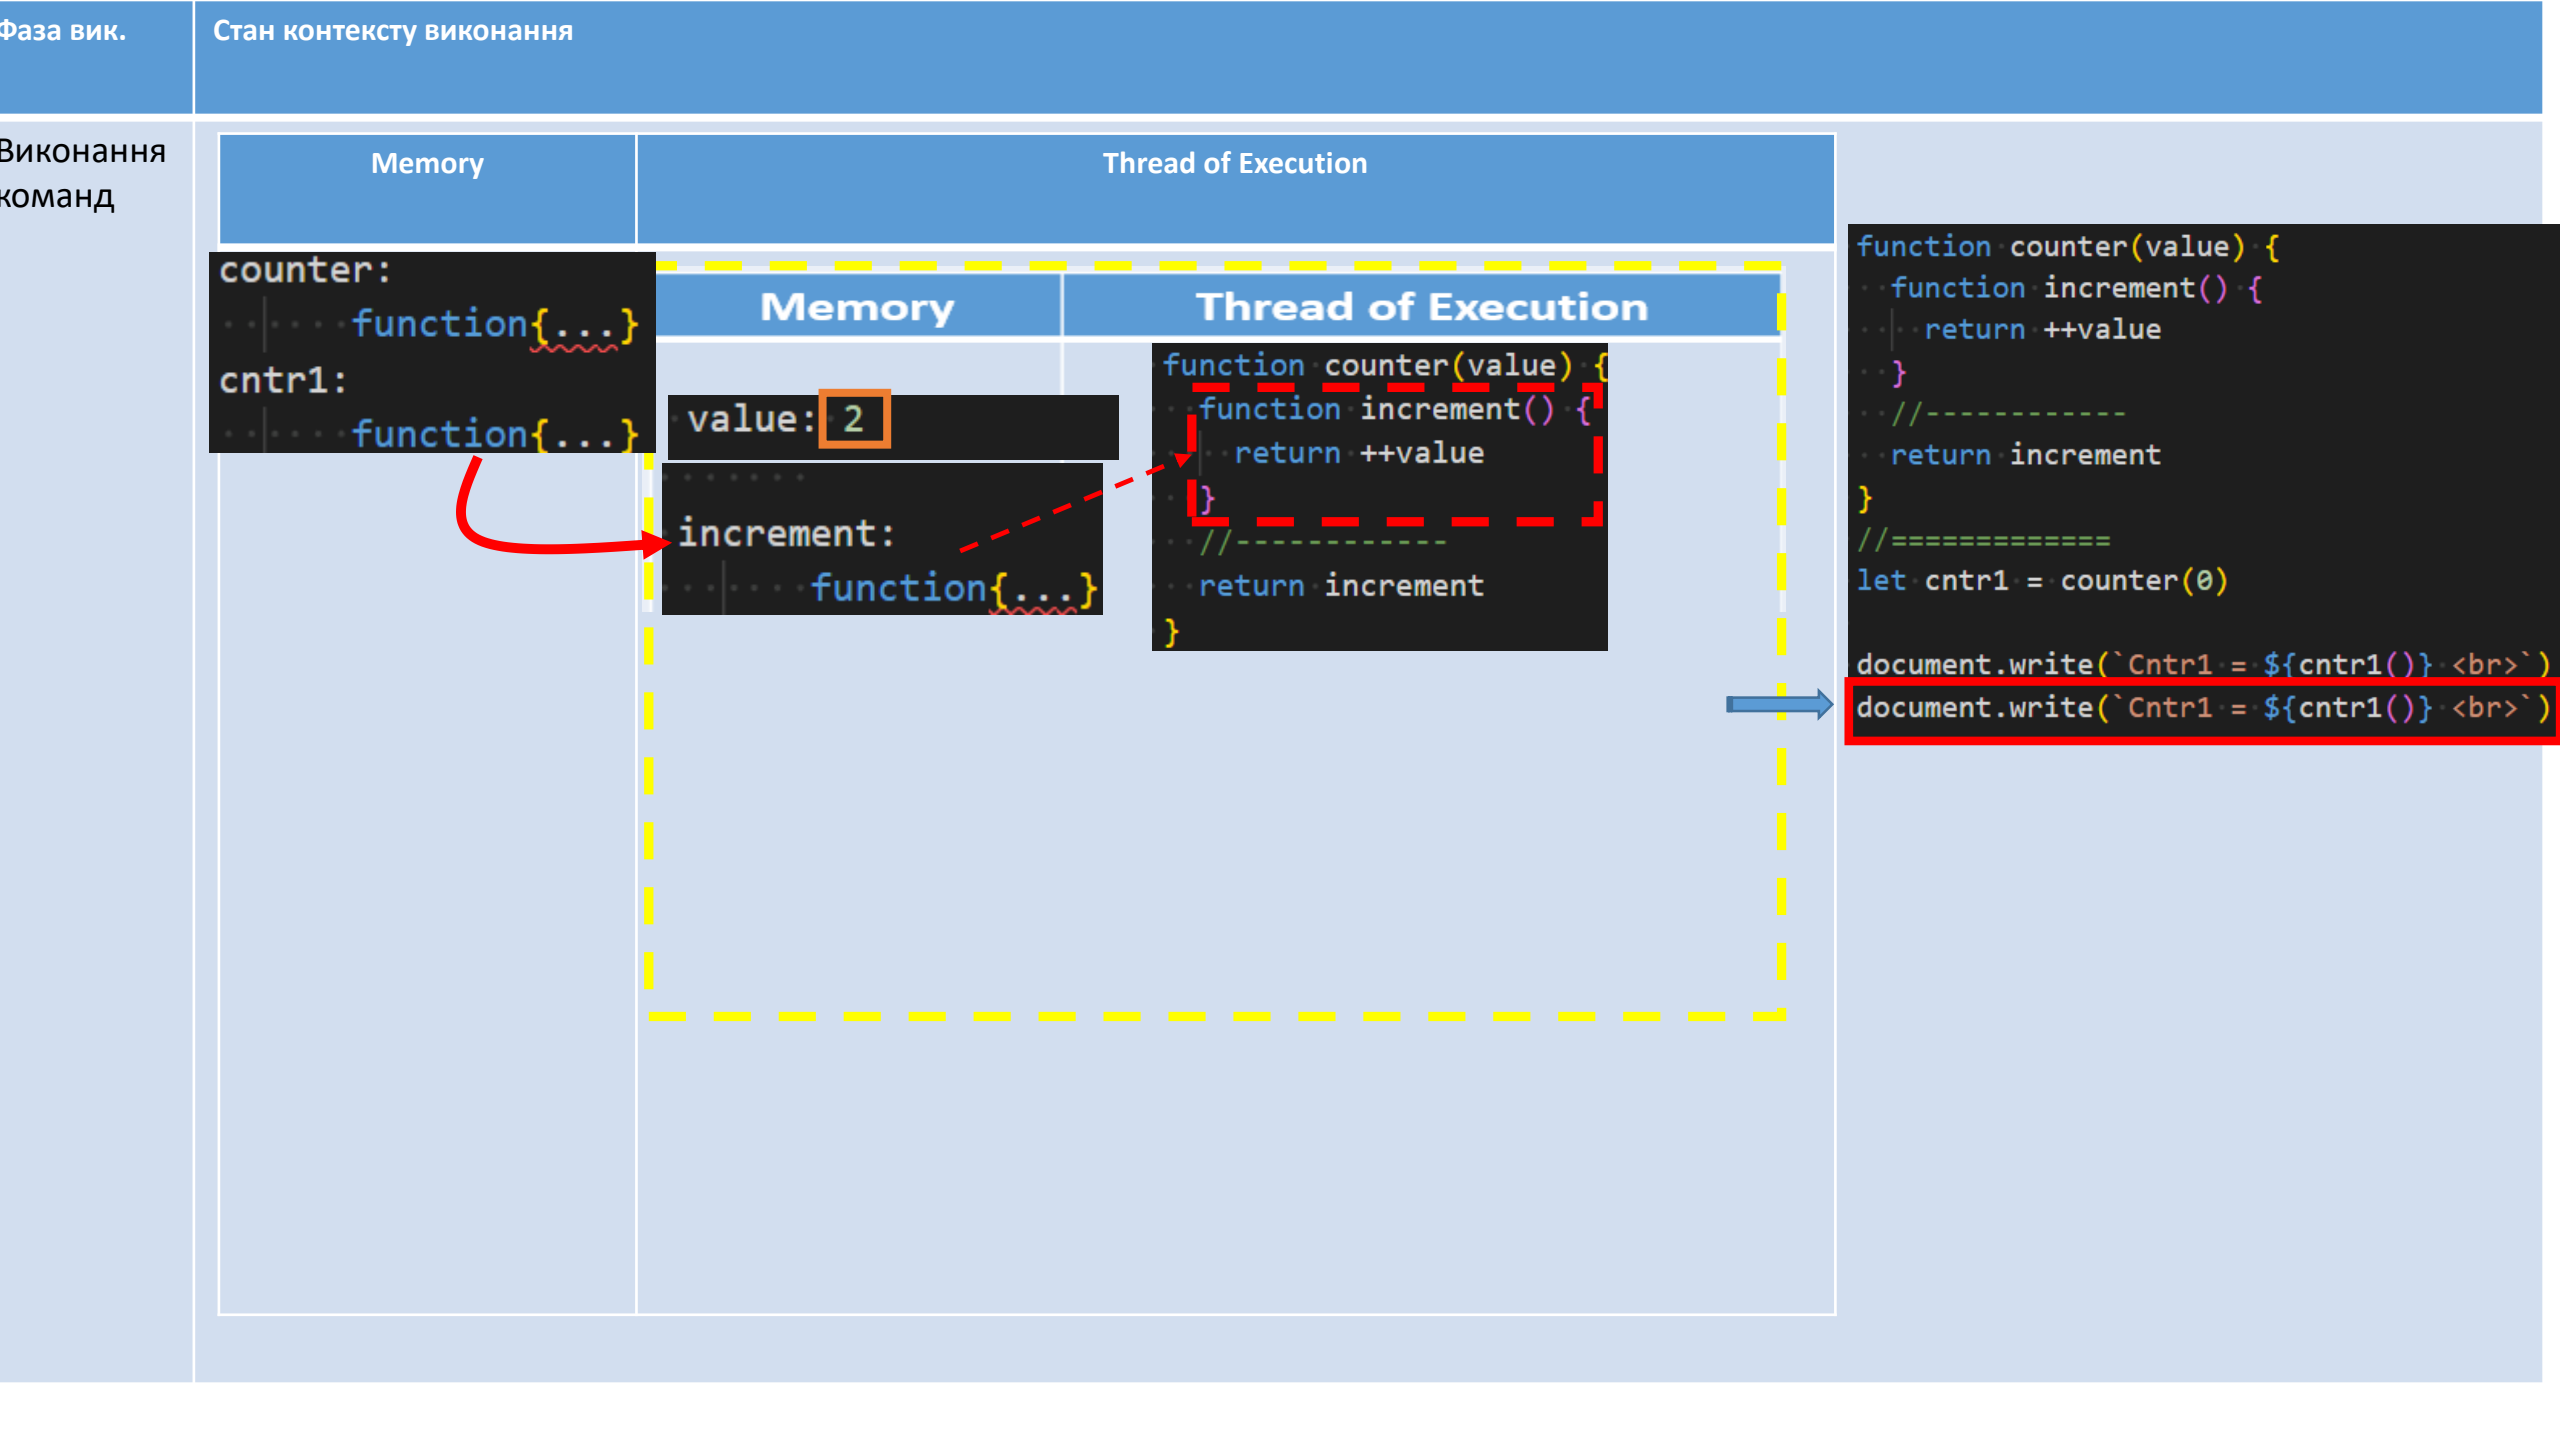 Фаза вик.
Стан контексту виконання
Виконання
команд
Memory
Thread of Execution
counter:
function{...}
cntr1:
function{...}
Memory
Thread of Execution
value: 2
increment:
function{...}
function counter(value) {
function increment() {
return ++value
}
//------------
return increment
}
function counter(value) {
function increment() {
return ++value
}
//------------
return increment
}
//=============
let cntr1 = counter(0)
document.write(`Cntr1 = ${cntr1()} <br>`)
document.write(`Cntr1 = ${cntr1()} <br>`)